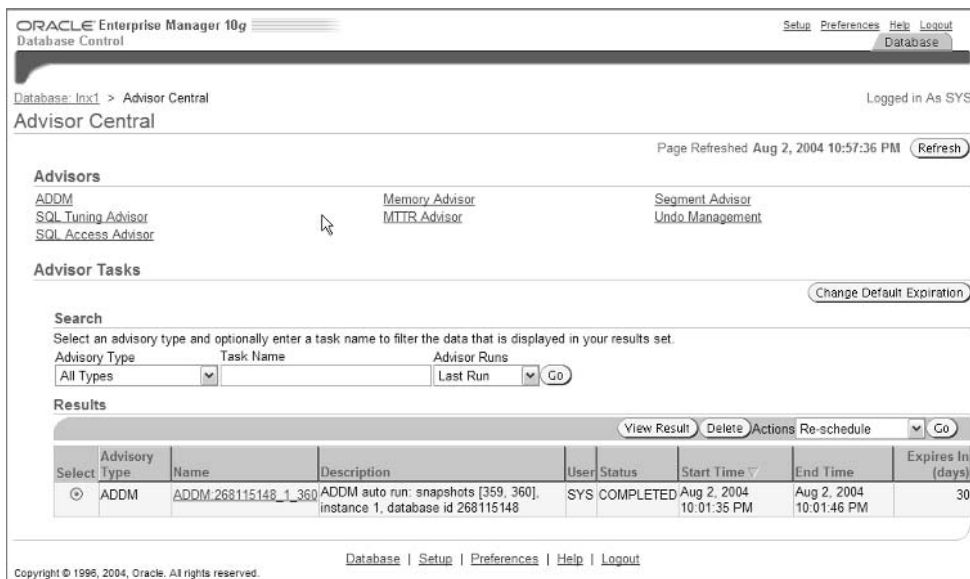 ORACLE Enterprise Manager 10g
Database Control
Setup Preferences Help Logout
Database
Database: lnx1 > Advisor Central
Logged in As SYS
Advisor Central
Page Refreshed Aug 2, 2004 10:57:36 PM Refresh
Advisors
ADDM Memory Advisor Segment Advisor
SQL Tuning Advisor MTTR Advisor Undo Management
SQL Access Advisor
Advisor Tasks
Change Default Expiration
Search
Select an advisory type and optionally enter a task name to filter the data that is displayed in your results set.
Advisory Type Task Name Advisor Runs
All Types Last Run Go
Results
View Result Delete Actions Re-schedule Go
Select Advisory Type Name Description User Status Start Time End Time Expires In (days)
ADDM ADDM:268115148_1_360 ADDM auto run: snapshots [359, 360], instance 1, database id 268115148 SYS COMPLETED Aug 2, 2004 10:01:35 PM Aug 2, 2004 10:01:46 PM 30
Database | Setup | Preferences | Help | Logout
Copyright © 1996, 2004, Oracle. All rights reserved.